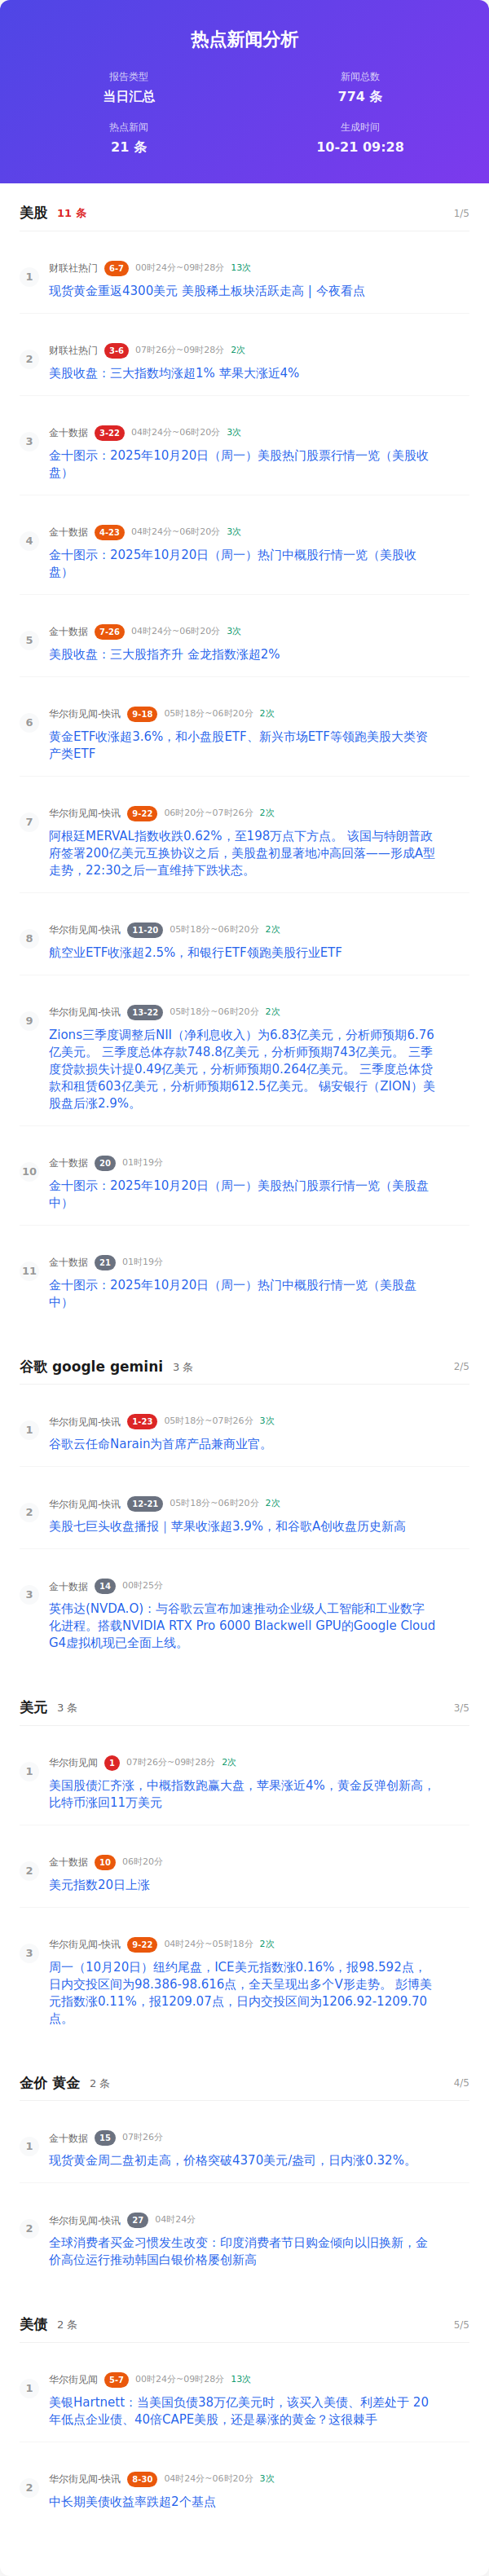 热点新闻分析
报告类型
当日汇总
新闻总数
774 条
热点新闻
21 条
生成时间
10-21 09:28
美股 11 条 1/5
1 财联社热门 6-7 00时24分~09时28分 13次
现货黄金重返4300美元 美股稀土板块活跃走高 | 今夜看点
2 财联社热门 3-6 07时26分~09时28分 2次
美股收盘：三大指数均涨超1% 苹果大涨近4%
3 金十数据 3-22 04时24分~06时20分 3次
金十图示：2025年10月20日（周一）美股热门股票行情一览（美股收
盘）
4 金十数据 4-23 04时24分~06时20分 3次
金十图示：2025年10月20日（周一）热门中概股行情一览（美股收
盘）
5 金十数据 7-26 04时24分~06时20分 3次
美股收盘：三大股指齐升 金龙指数涨超2%
6 华尔街见闻-快讯 9-18 05时18分~06时20分 2次
黄金ETF收涨超3.6%，和小盘股ETF、新兴市场ETF等领跑美股大类资
产类ETF
7 华尔街见闻-快讯 9-22 06时20分~07时26分 2次
阿根廷MERVAL指数收跌0.62%，至198万点下方点。 该国与特朗普政
府签署200亿美元互换协议之后，美股盘初显著地冲高回落——形成A型
走势，22:30之后一直维持下跌状态。
8 华尔街见闻-快讯 11-20 05时18分~06时20分 2次
航空业ETF收涨超2.5%，和银行ETF领跑美股行业ETF
9 华尔街见闻-快讯 13-22 05时18分~06时20分 2次
Zions三季度调整后NII（净利息收入）为6.83亿美元，分析师预期6.76
亿美元。 三季度总体存款748.8亿美元，分析师预期743亿美元。 三季
度贷款损失计提0.49亿美元，分析师预期0.264亿美元。 三季度总体贷
款和租赁603亿美元，分析师预期612.5亿美元。 锡安银行（ZION）美
股盘后涨2.9%。
10 金十数据 20 01时19分
金十图示：2025年10月20日（周一）美股热门股票行情一览（美股盘
中）
11 金十数据 21 01时19分
金十图示：2025年10月20日（周一）热门中概股行情一览（美股盘
中）
谷歌 google gemini 3 条 2/5
1 华尔街见闻-快讯 1-23 05时18分~07时26分 3次
谷歌云任命Narain为首席产品兼商业官。
2 华尔街见闻-快讯 12-21 05时18分~06时20分 2次
美股七巨头收盘播报｜苹果收涨超3.9%，和谷歌A创收盘历史新高
3 金十数据 14 00时25分
英伟达(NVDA.O)：与谷歌云宣布加速推动企业级人工智能和工业数字
化进程。搭载NVIDIA RTX Pro 6000 Blackwell GPU的Google Cloud
G4虚拟机现已全面上线。
美元 3 条 3/5
1 华尔街见闻 1 07时26分~09时28分 2次
美国股债汇齐涨，中概指数跑赢大盘，苹果涨近4%，黄金反弹创新高，
比特币涨回11万美元
2 金十数据 10 06时20分
美元指数20日上涨
3 华尔街见闻-快讯 9-22 04时24分~05时18分 2次
周一（10月20日）纽约尾盘，ICE美元指数涨0.16%，报98.592点，
日内交投区间为98.386-98.616点，全天呈现出多个V形走势。 彭博美
元指数涨0.11%，报1209.07点，日内交投区间为1206.92-1209.70
点。
金价 黄金 2 条 4/5
1 金十数据 15 07时26分
现货黄金周二盘初走高，价格突破4370美元/盎司，日内涨0.32%。
2 华尔街见闻-快讯 27 04时24分
全球消费者买金习惯发生改变：印度消费者节日购金倾向以旧换新，金
价高位运行推动韩国白银价格屡创新高
美债 2 条 5/5
1 华尔街见闻 5-7 00时24分~09时28分 13次
美银Hartnett：当美国负债38万亿美元时，该买入美债、利差处于 20
年低点企业债、40倍CAPE美股，还是暴涨的黄金？这很棘手
2 华尔街见闻-快讯 8-30 04时24分~06时20分 3次
中长期美债收益率跌超2个基点